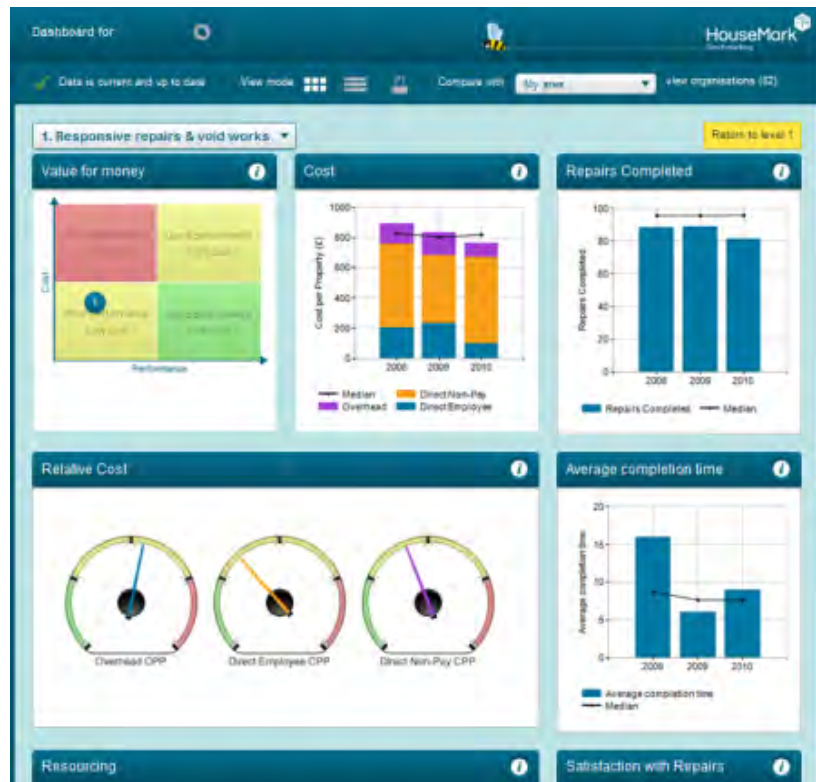 Dashboard for
HouseMark
Data is current and up to date
View mode
Compare with
My area
view organisations (62)
1. Responsive repairs & void works
Return to level 1
Value for money
Cost
Performance
Cost
Cost per Property (£)
1000
800
600
400
200
0
2008 2009 2010
Median
Direct Non-Pay
Overhead
Direct Employee
Repairs Completed
Repairs Completed
100
80
60
40
20
0
2008 2009 2010
Repairs Completed
Median
Relative Cost
Overhead CPP
Direct Employee CPP
Direct Non-Pay CPP
Average completion time
Average completion time
20
15
10
5
0
2008 2009 2010
Average completion time
Median
Resourcing
Satisfaction with Repairs